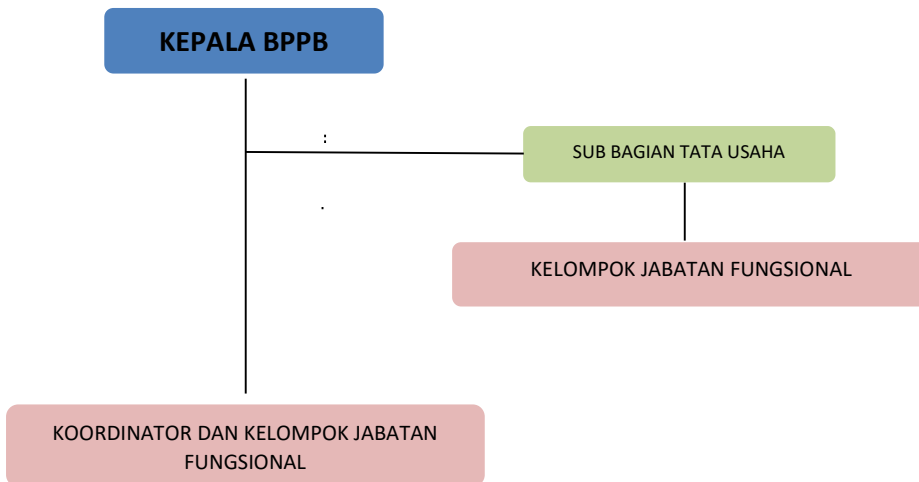 KEPALA BPPB
:
SUB BAGIAN TATA USAHA
.
KELOMPOK JABATAN FUNGSIONAL
KOORDINATOR DAN KELOMPOK JABATAN
FUNGSIONAL